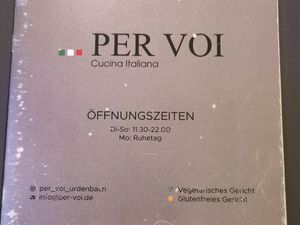 PER VOI
Cucina Italiana
ÖFFNUNGSZEITEN
Di-So: 11.30-22.00
Mo: Ruhetag
per_voi_urdenbach
info@per-voi.de
Vegetarisches Gericht
Glutenfreies Gericht